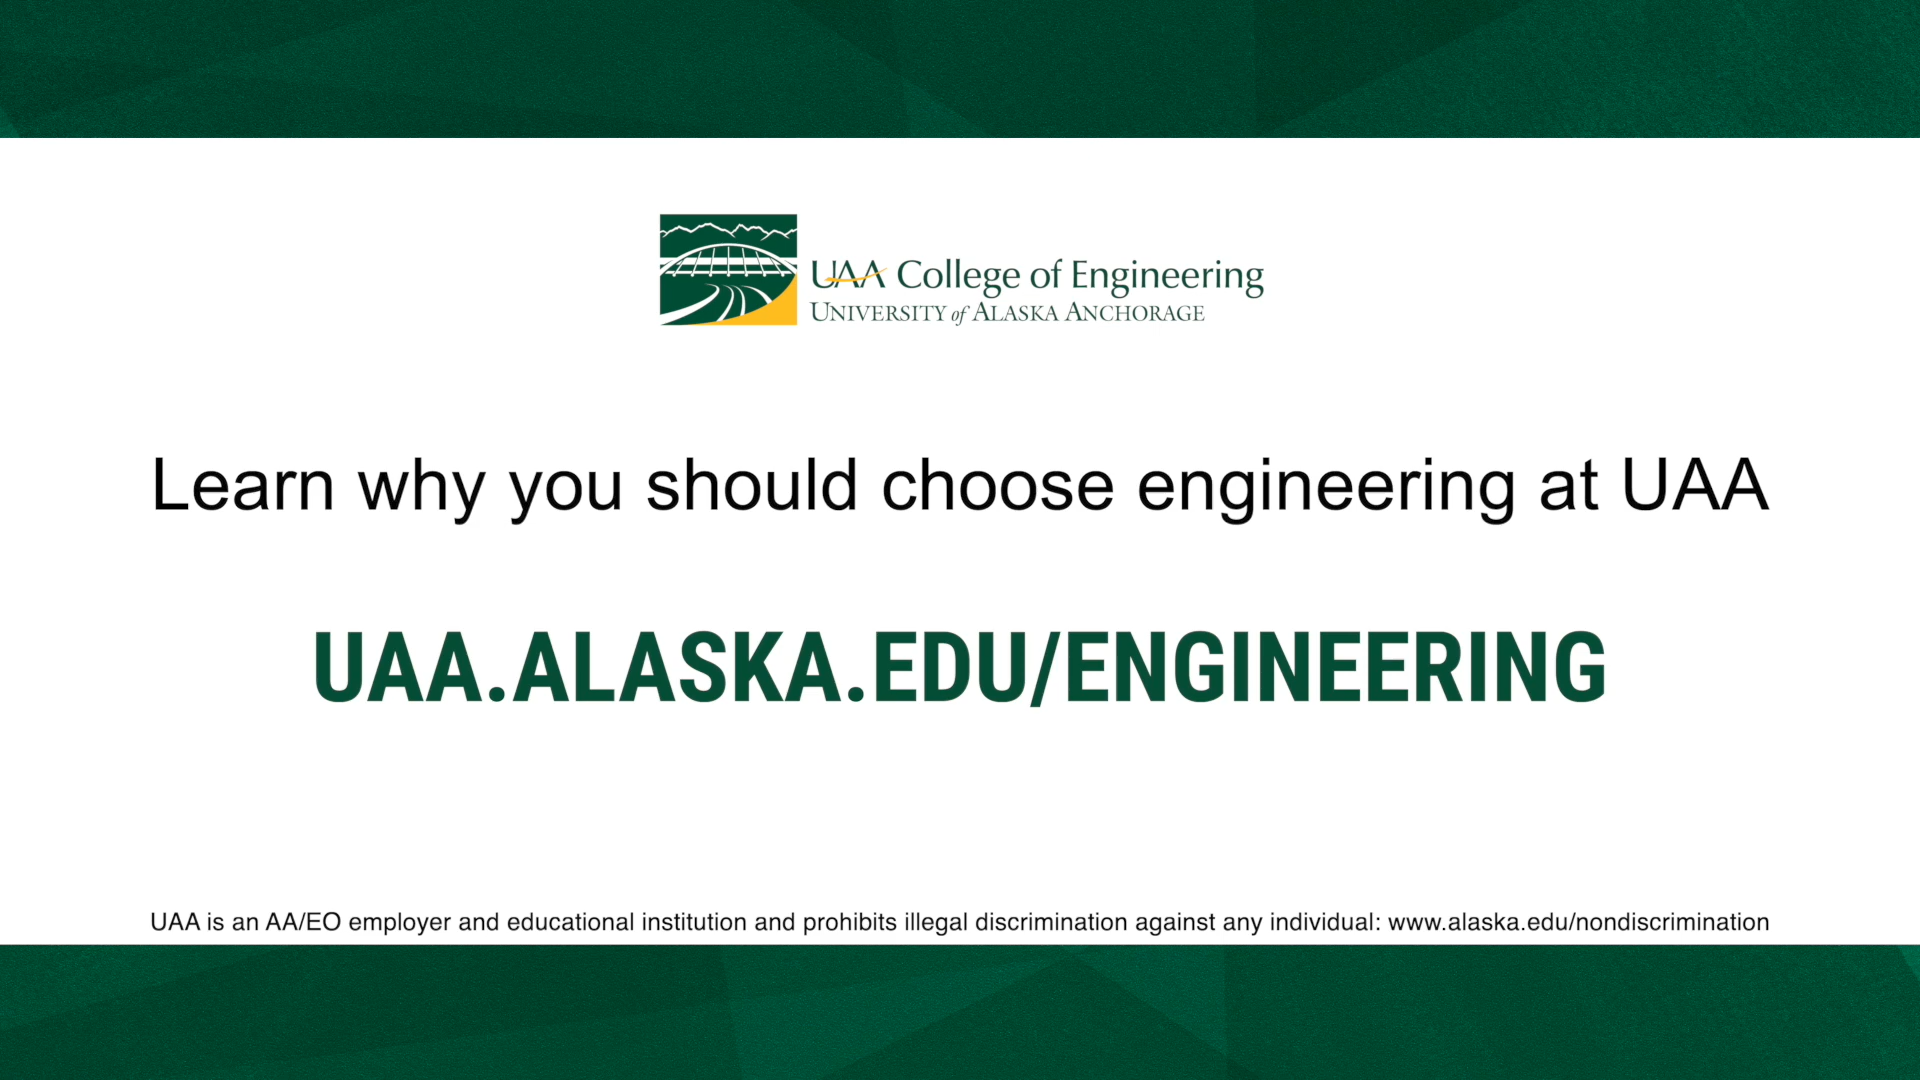 UAA College of Engineering
UNIVERSITY of ALASKA ANCHORAGE
Learn why you should choose engineering at UAA
UAA.ALASKA.EDU/ENGINEERING
UAA is an AA/EO employer and educational institution and prohibits illegal discrimination against any individual: www.alaska.edu/nondiscrimination